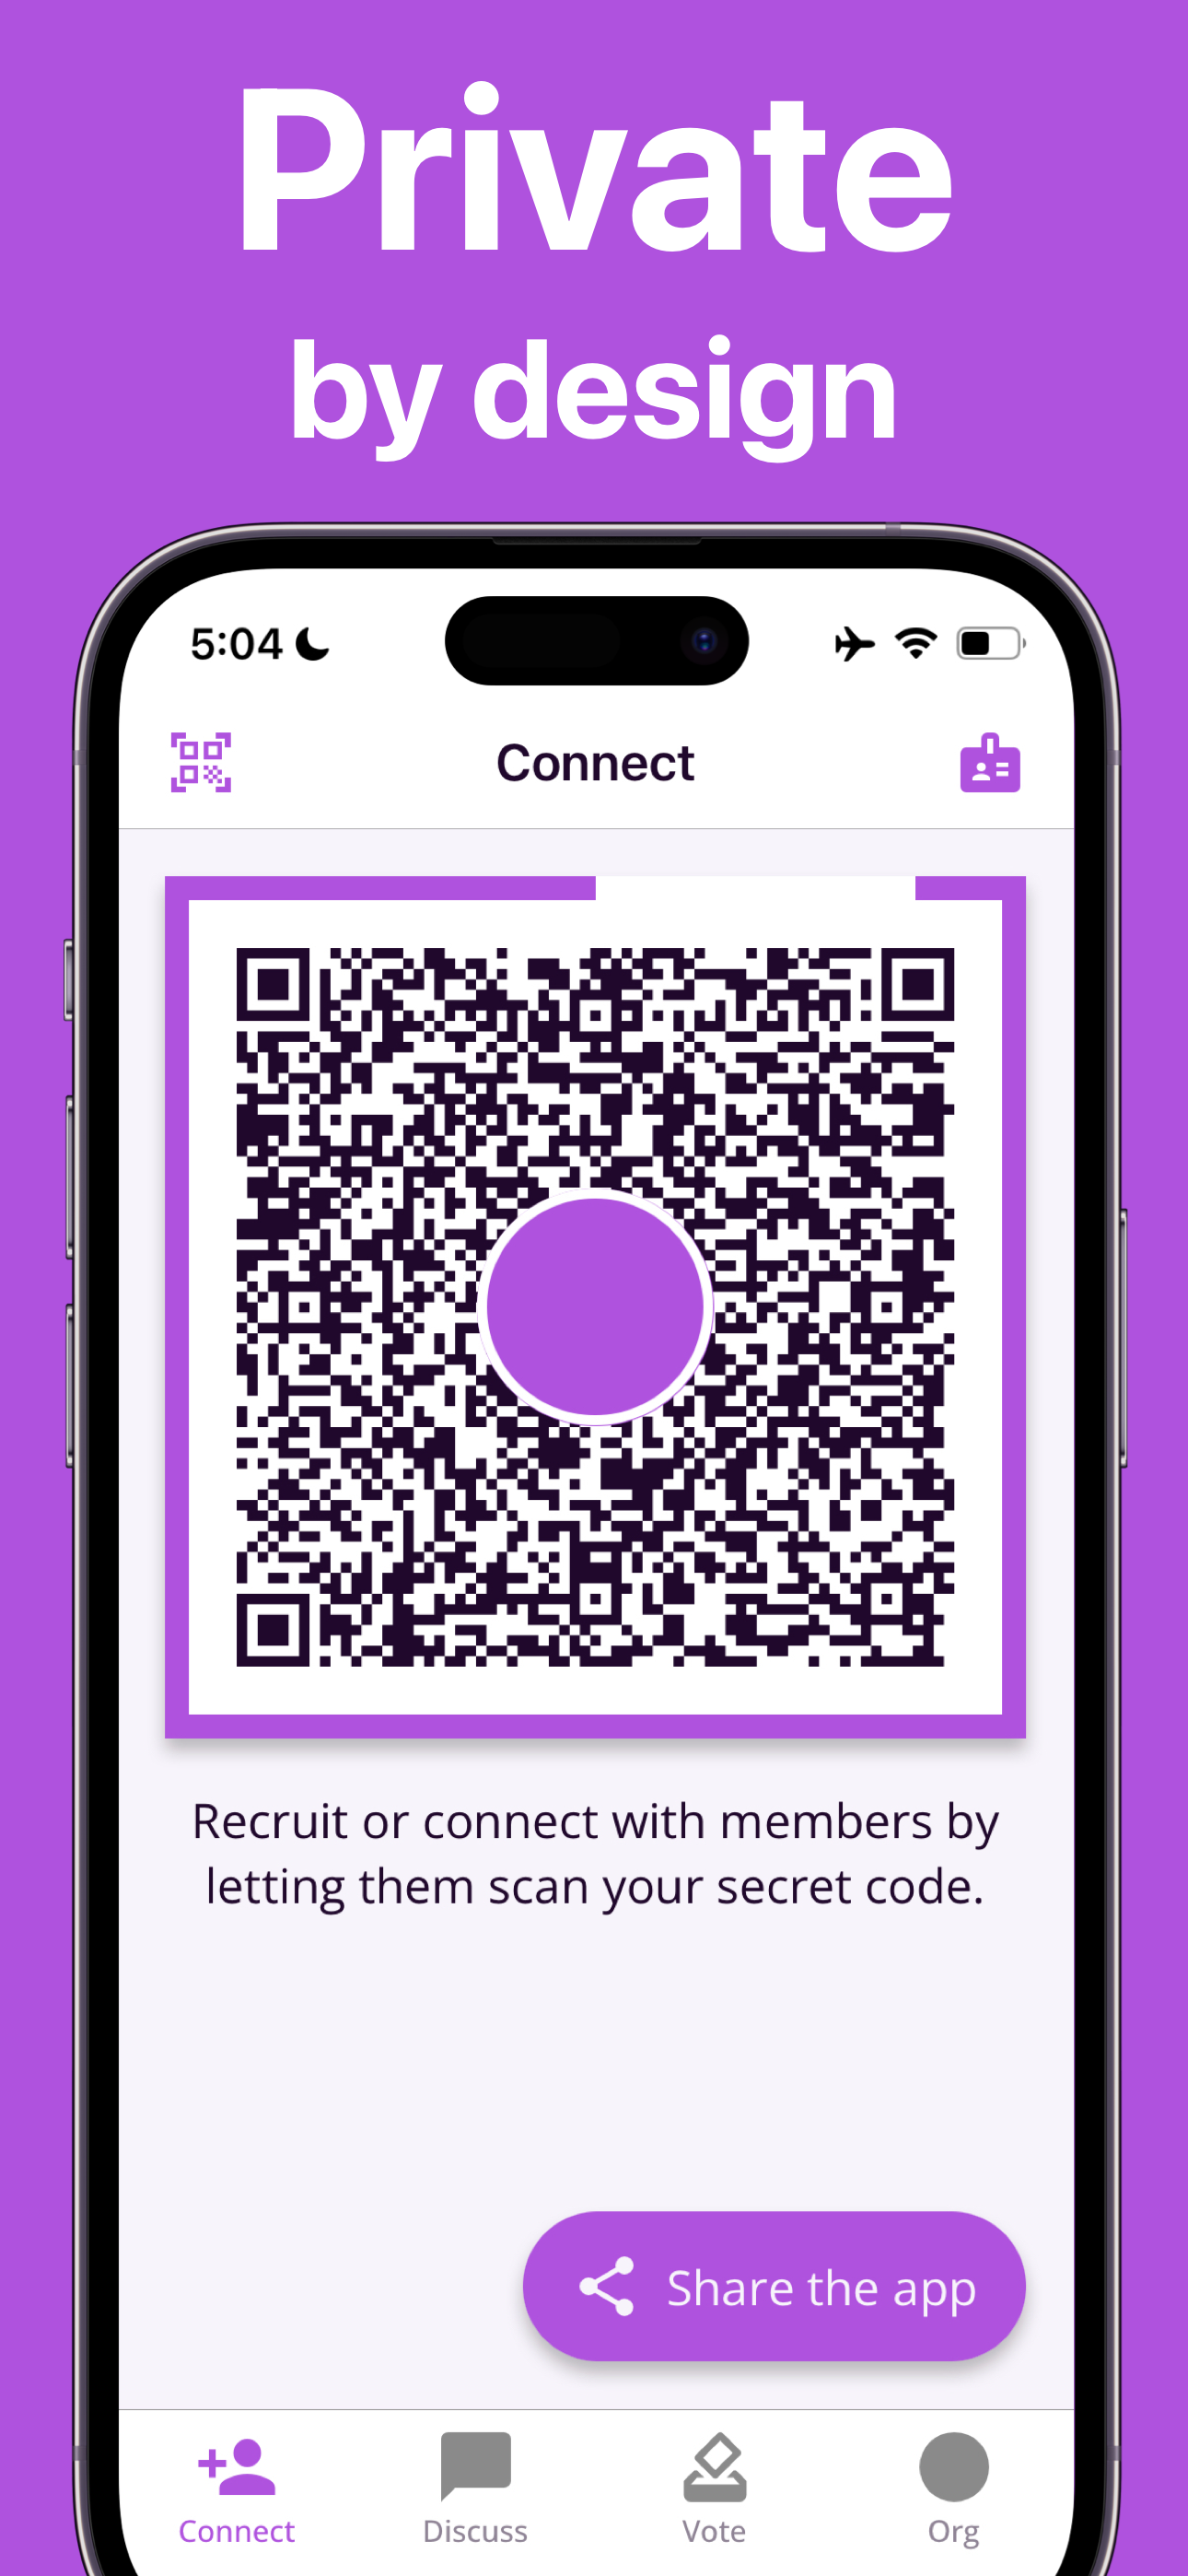 Private
by design
5:04
Connect
Recruit or connect with members by
letting them scan your secret code.
Share the app
Connect
Discuss
Vote
Org